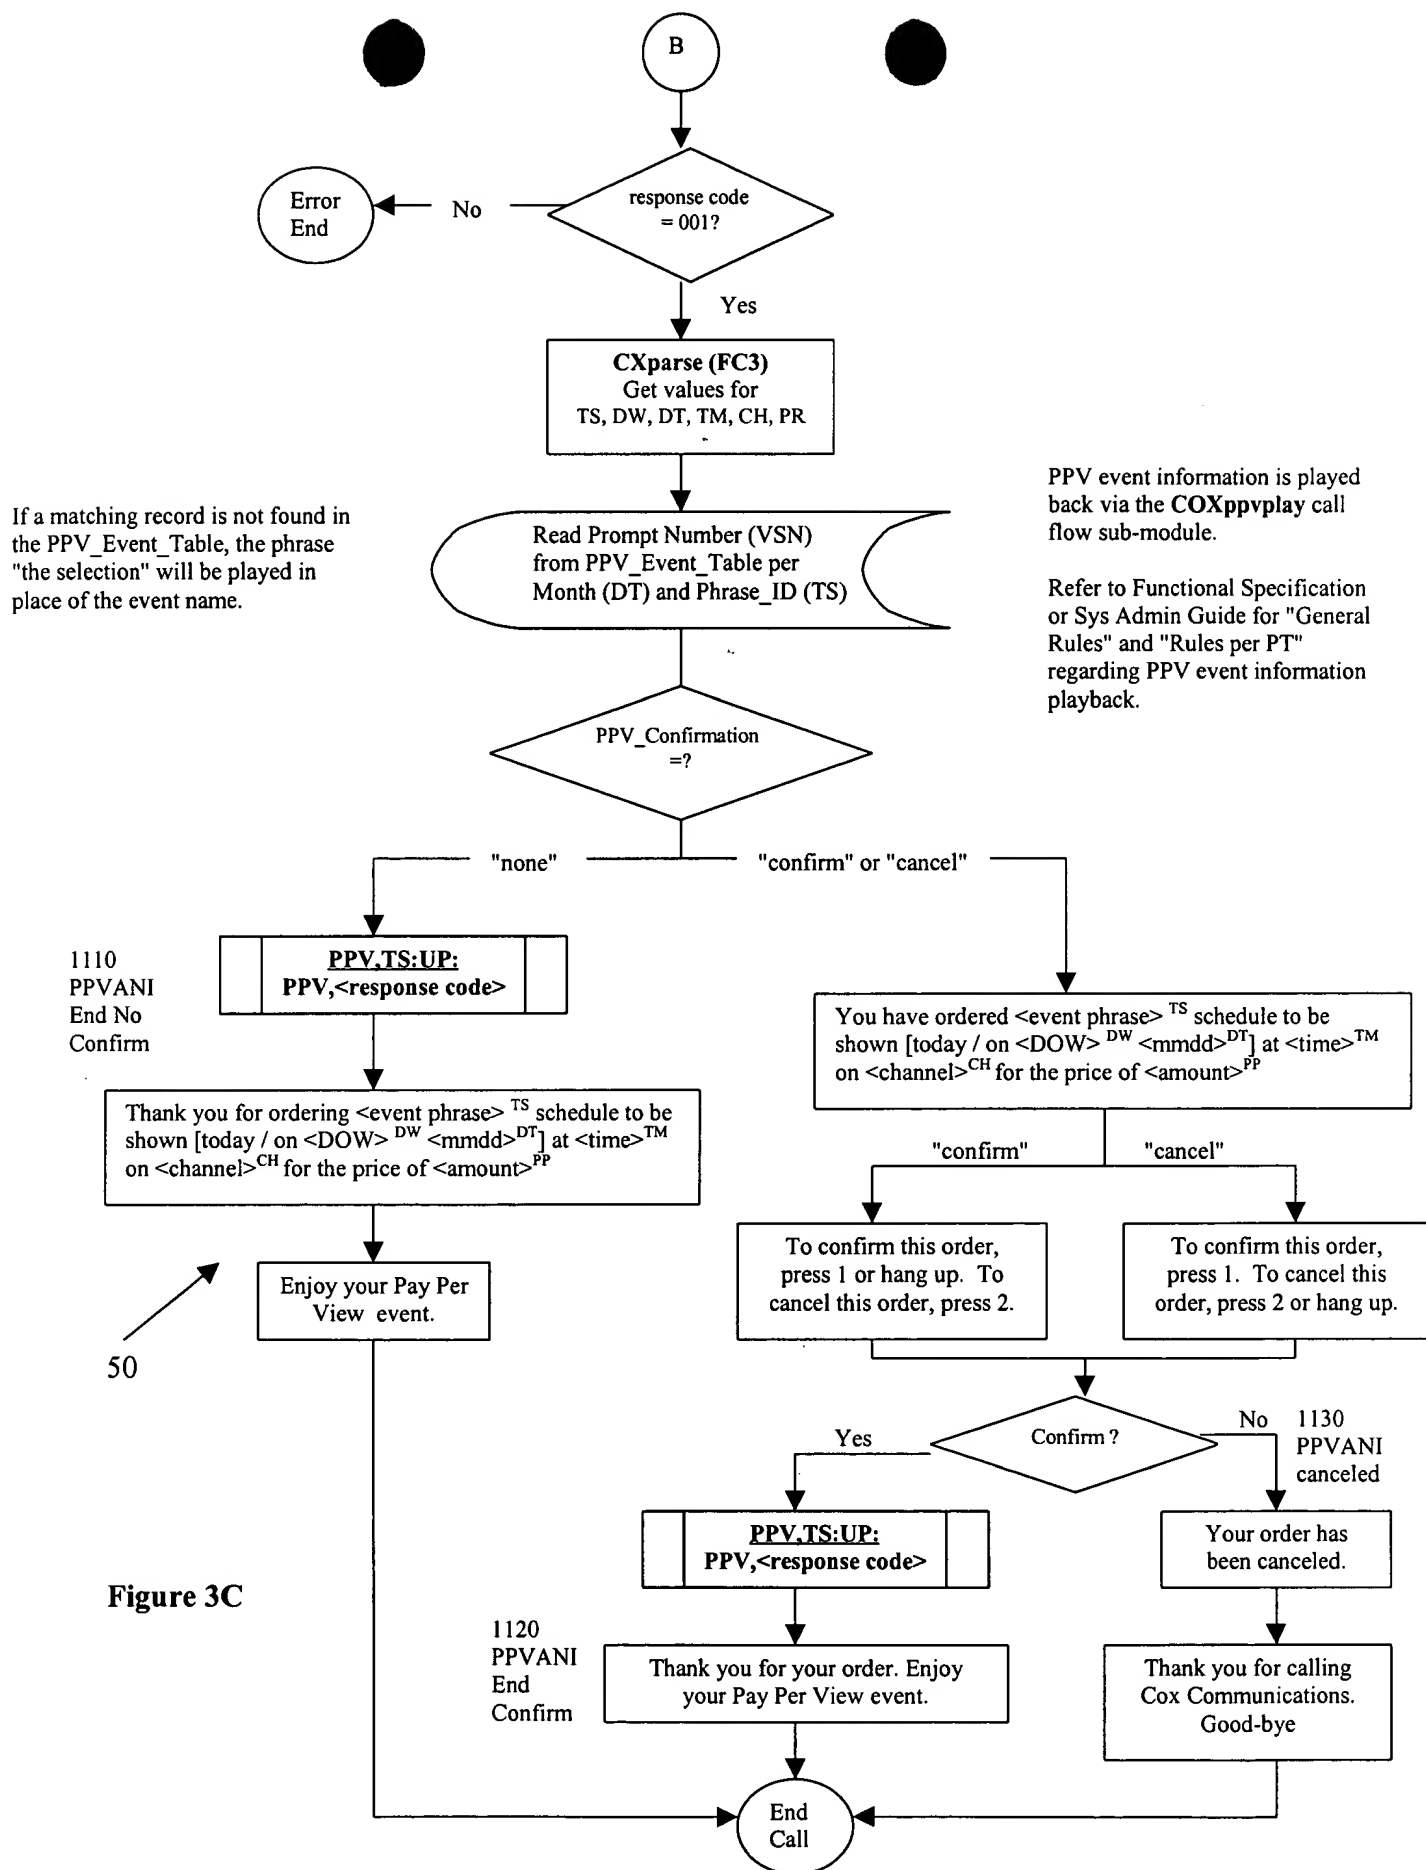 B
response code
= 001?
No
Error
End
Yes
CXparse (FC3)
Get values for
TS, DW, DT, TM, CH, PR
If a matching record is not found in
the PPV_Event_Table, the phrase
"the selection" will be played in
place of the event name.
Read Prompt Number (VSN)
from PPV_Event_Table per
Month (DT) and Phrase_ID (TS)
PPV event information is played
back via the COXppvplay call
flow sub-module.
Refer to Functional Specification
or Sys Admin Guide for "General
Rules" and "Rules per PT"
regarding PPV event information
playback.
PPV_Confirmation
=?
"none"
"confirm" or "cancel"
1110
PPVANI
End No
Confirm
PPV,TS:UP:
PPV,<response code>
Thank you for ordering <event phrase> TS schedule to be
shown [today / on <DOW> DW <mmdd>DT] at <time>TM
on <channel>CH for the price of <amount>PP
Enjoy your Pay Per
View event.
50
You have ordered <event phrase> TS schedule to be
shown [today / on <DOW> DW <mmdd>DT] at <time>TM
on <channel>CH for the price of <amount>PP
"confirm"
"cancel"
To confirm this order,
press 1 or hang up. To
cancel this order, press 2.
To confirm this order,
press 1. To cancel this
order, press 2 or hang up.
Confirm ?
Yes
No
1130
PPVANI
canceled
PPV,TS:UP:
PPV,<response code>
Your order has
been canceled.
Figure 3C
1120
PPVANI
End
Confirm
Thank you for your order. Enjoy
your Pay Per View event.
Thank you for calling
Cox Communications.
Good-bye
End
Call